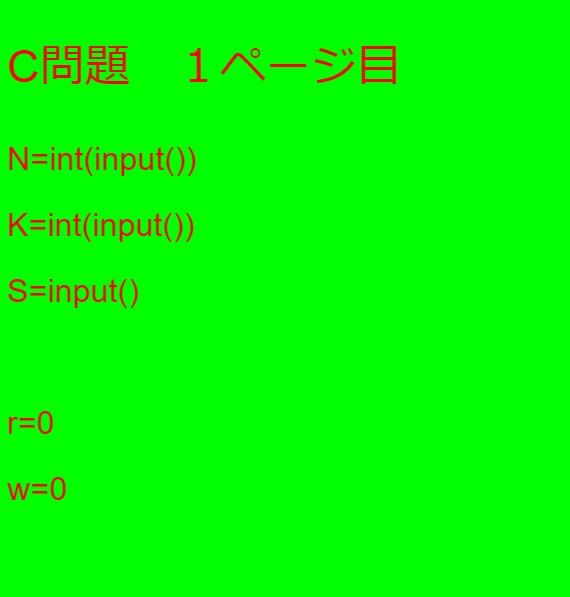 C問題　１ページ目
N=int(input())
K=int(input())
S=input()
r=0
w=0